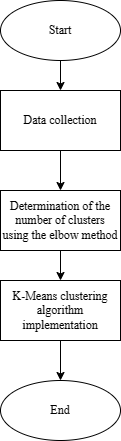 Start
Data collection
Determination of the
number of clusters
using the elbow method
K-Means clustering
algorithm
implementation
End